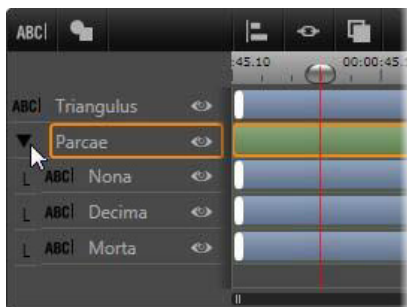 ABC
:45.10 00:00:45.
ABC Triangulus
Parcae
ABC Nona
ABC Decima
ABC Morta